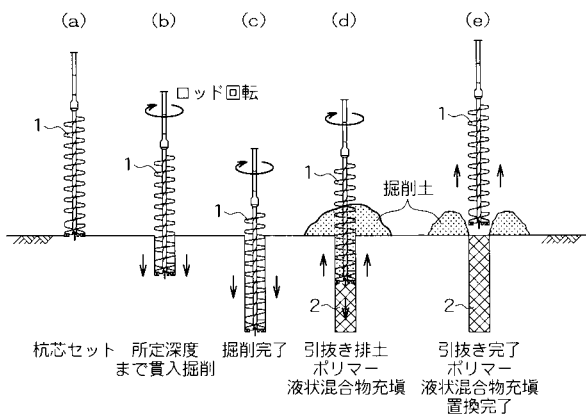 (a)
(b)
(c)
(d)
(e)
ロッド回転
1
1
1
1
1
掘削土
2
2
杭芯セット
所定深度
まで貫入掘削
掘削完了
引抜き排土
ポリマー
液状混合物充塡
引抜き完了
ポリマー
液状混合物充塡
置換完了